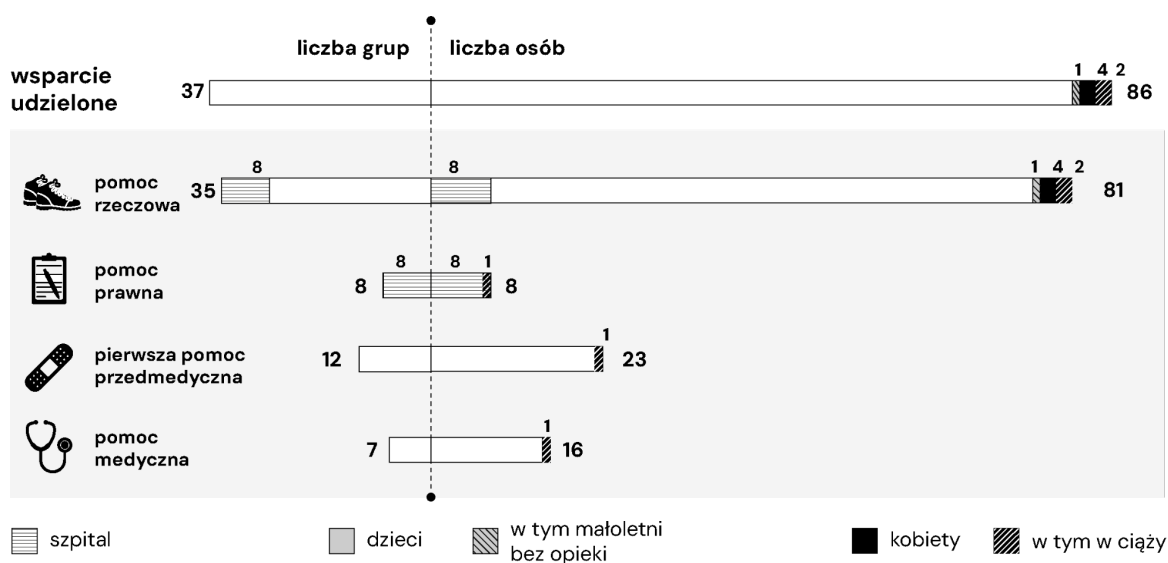 liczba grup liczba osób
wsparcie
udzielone
37 1 4 2 86
8 8 1 4 2
pomoc
rzeczowa
35 81
8 8 1
pomoc
prawna
8 8
1
pierwsza pomoc
przedmedyczna
12 23
1
pomoc
medyczna
7 16
szpital
dzieci
w tym małoletni
bez opieki
kobiety
w tym w ciąży